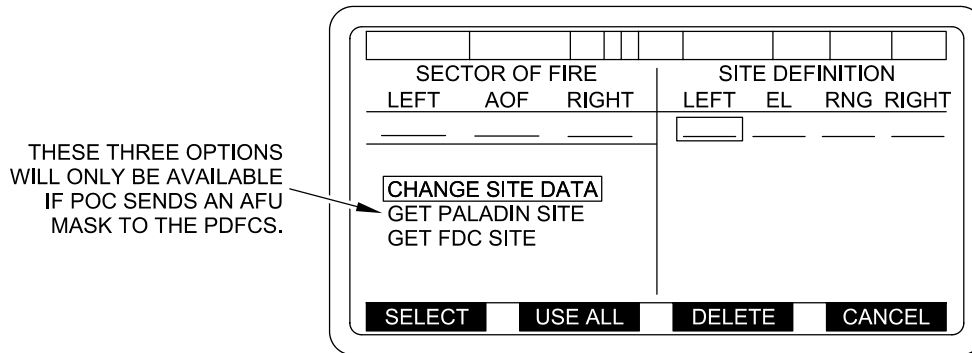 SECTOR OF FIRE
LEFT AOF RIGHT
SITE DEFINITION
LEFT EL RNG RIGHT
THESE THREE OPTIONS
WILL ONLY BE AVAILABLE
IF POC SENDS AN AFU
MASK TO THE PDFCS.
CHANGE SITE DATA
GET PALADIN SITE
GET FDC SITE
SELECT USE ALL DELETE CANCEL